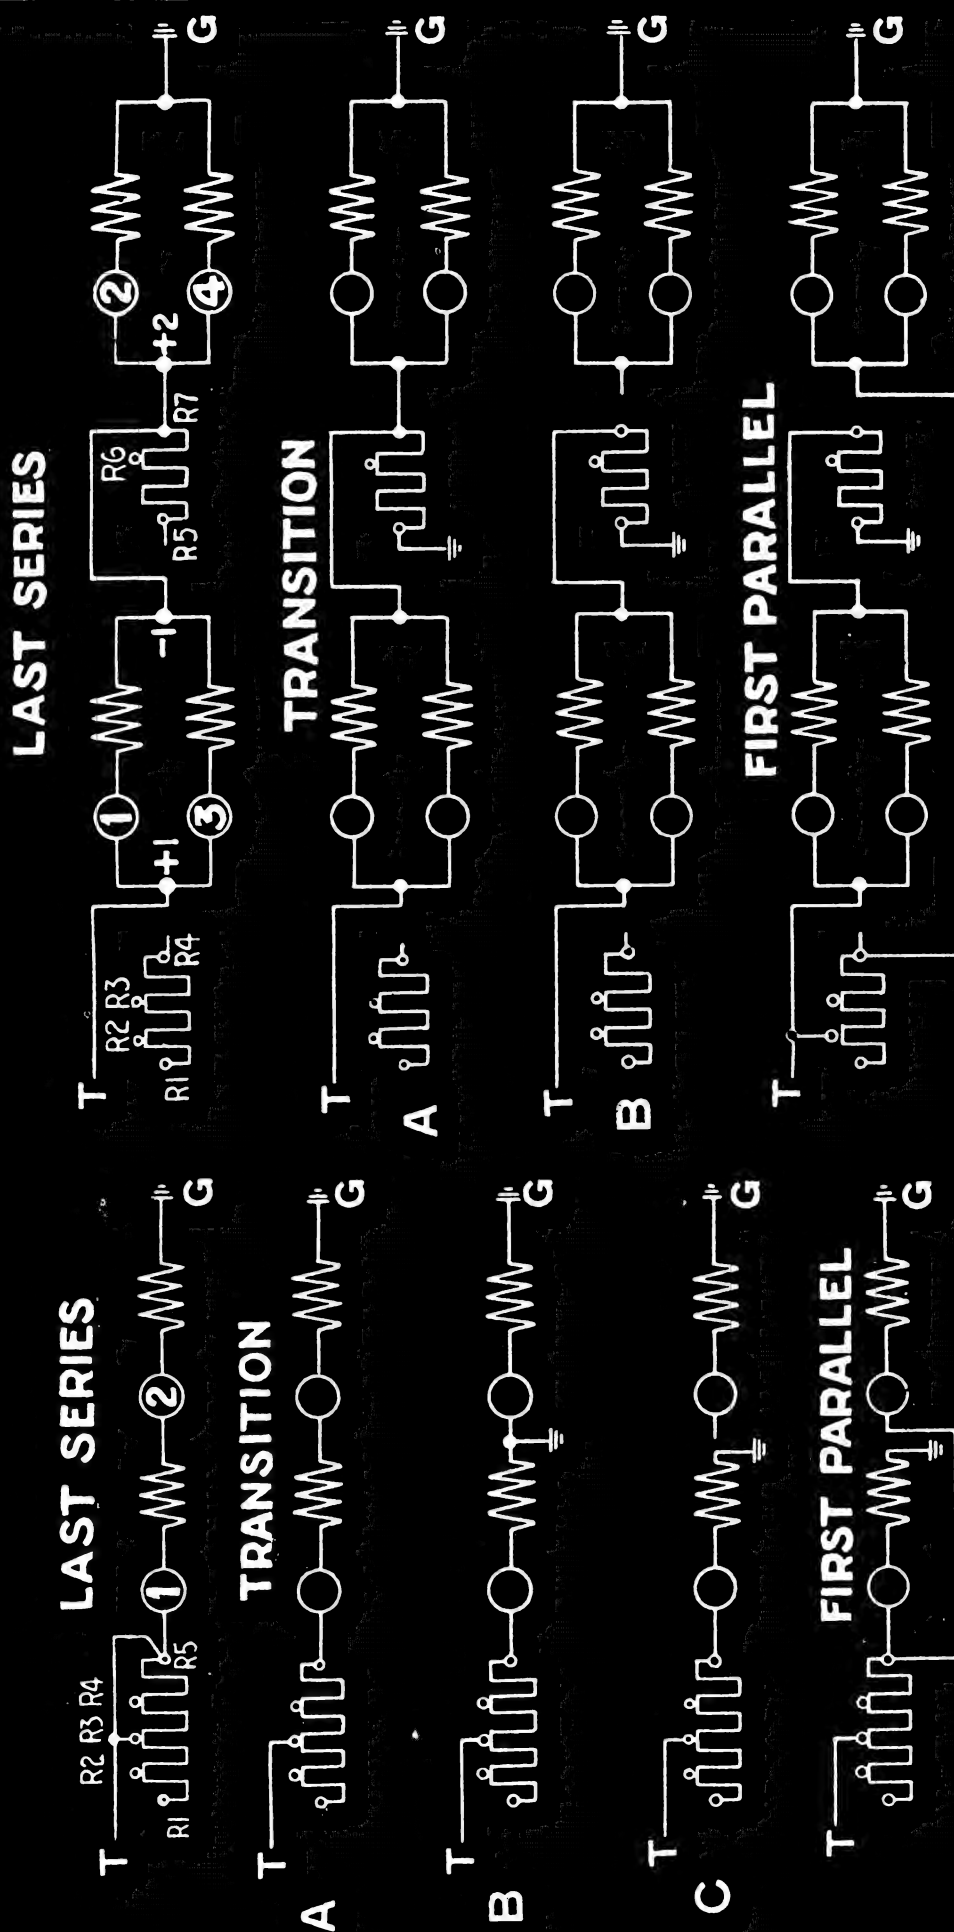 LAST SERIES
T
R1
R2 R3 R4
R5
1
2
G
TRANSITION
A
T
G
B
T
G
C
T
G
FIRST PARALLEL
T
G
LAST SERIES
T
R1
R2 R3
R4
+1
1
3
-1
R5
R6
R7
+2
2
4
G
TRANSITION
A
T
G
B
T
G
FIRST PARALLEL
T
G